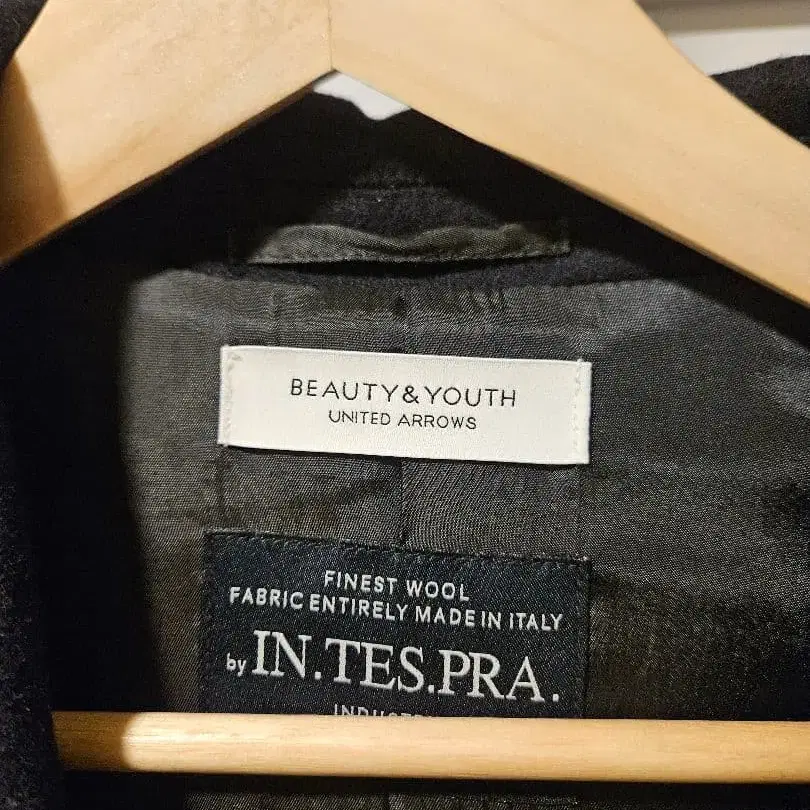 BEAUTY&YOUTH
UNITED ARROWS
FINEST WOOL
FABRIC ENTIRELY MADE IN ITALY
by IN.TES.PRA.